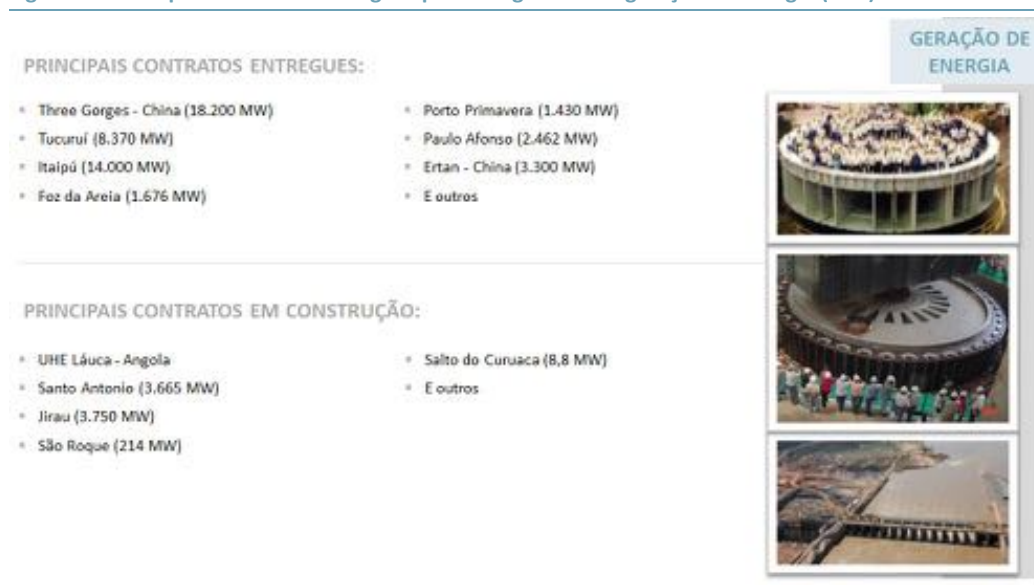 GERAÇÃO DE
ENERGIA
PRINCIPAIS CONTRATOS ENTREGUES:
• Three Gorges - China (18.200 MW)
• Tucuruí (8.370 MW)
• Itaipú (14.000 MW)
• Foz da Areia (1.676 MW)
• Porto Primavera (1.430 MW)
• Paulo Afonso (2.462 MW)
• Ertan - China (3.300 MW)
• E outros
PRINCIPAIS CONTRATOS EM CONSTRUÇÃO:
• UHE Láuca - Angola
• Santo Antonio (3.665 MW)
• Jirau (3.750 MW)
• São Roque (214 MW)
• Salto do Curuaca (8,8 MW)
• E outros